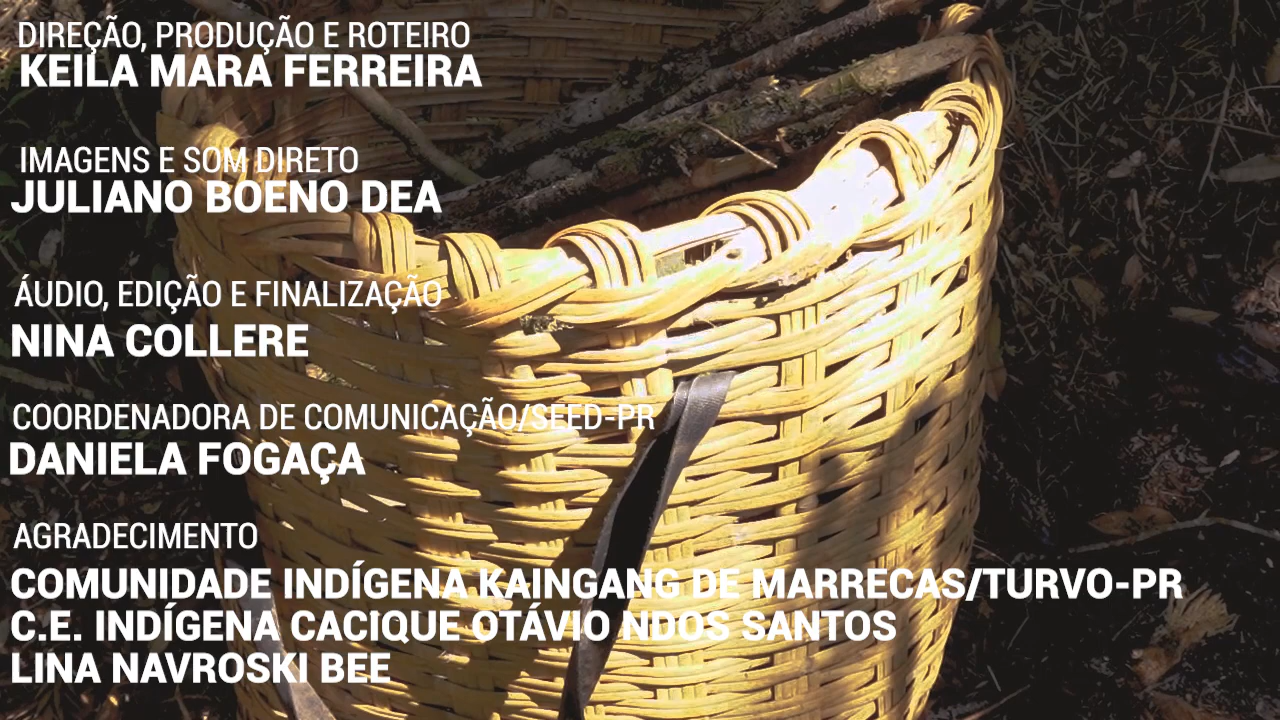 DIREÇÃO, PRODUÇÃO E ROTEIRO
KEILA MARA FERREIRA
IMAGENS E SOM DIRETO
JULIANO BOENO DEA
ÁUDIO, EDIÇÃO E FINALIZAÇÃO
NINA COLLERE
COORDENADORA DE COMUNICAÇÃO/SEED-PR
DANIELA FOGAÇA
AGRADECIMENTO
COMUNIDADE INDÍGENA KAINGANG DE MARRECAS/TURVO-PR
C.E. INDÍGENA CACIQUE OTÁVIO NDOS SANTOS
LINA NAVROSKI BEE